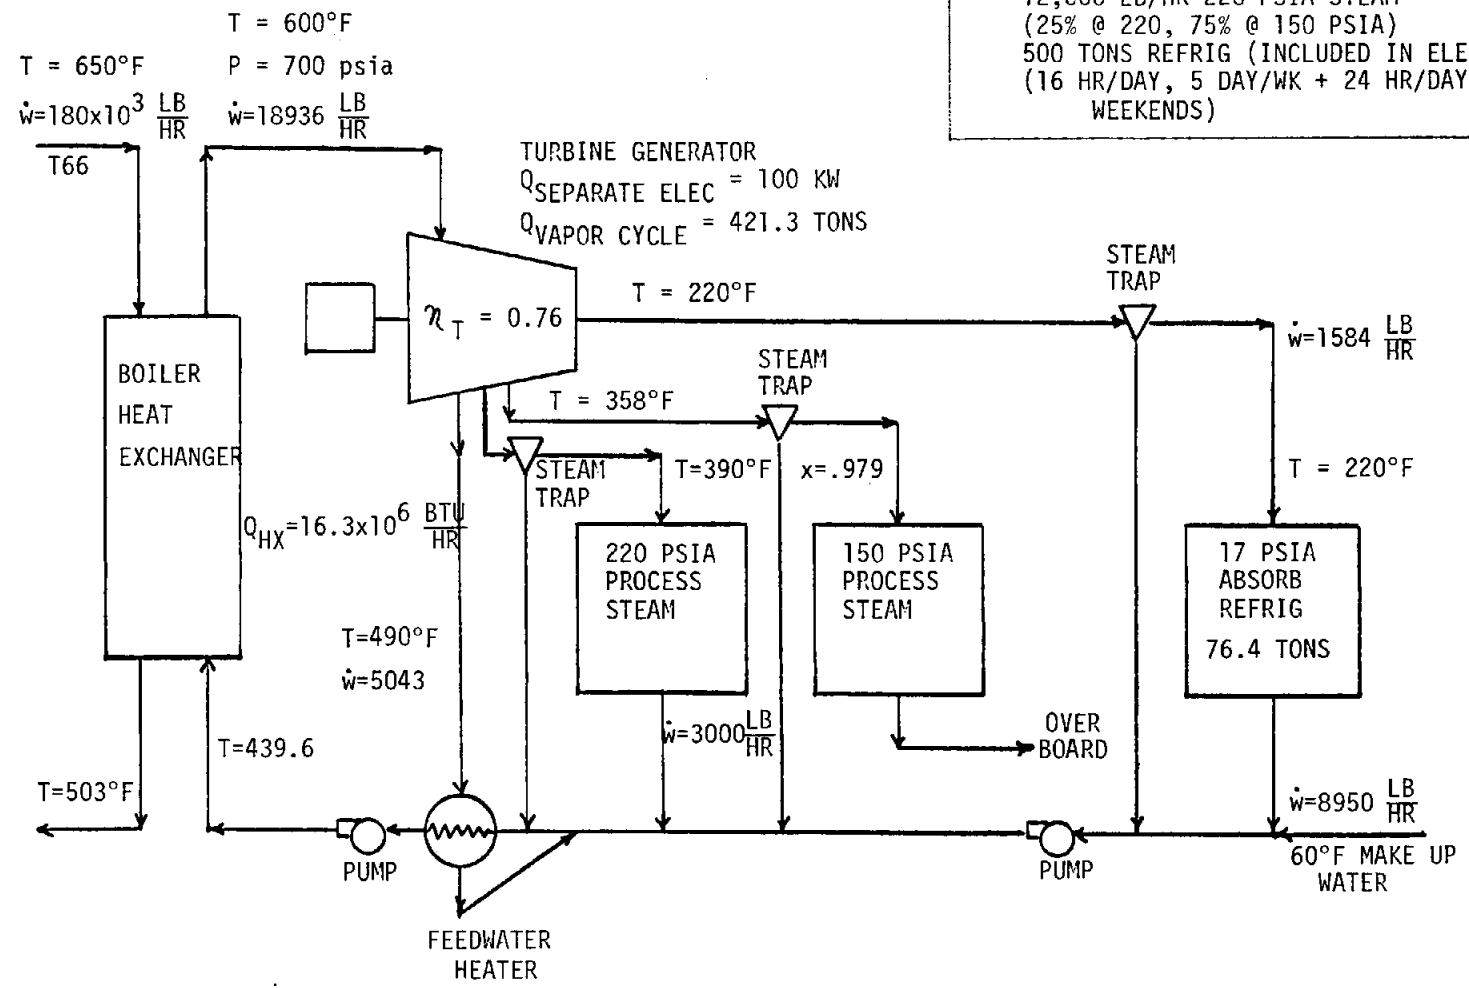 (25% @ 220, 75% @ 150 PSIA)
500 TONS REFRIG (INCLUDED IN ELE
(16 HR/DAY, 5 DAY/WK + 24 HR/DAY
WEEKENDS)
T = 600°F
P = 700 psia
ẇ=18936 LB/HR
T = 650°F
ẇ=180x10³ LB/HR
T66
TURBINE GENERATOR
Q_SEPARATE ELEC = 100 KW
Q_VAPOR CYCLE = 421.3 TONS
η_T = 0.76
T = 220°F
STEAM
TRAP
ẇ=1584 LB/HR
STEAM
TRAP
T = 358°F
BOILER
HEAT
EXCHANGER
STEAM
TRAP
T=390°F
x=.979
T = 220°F
Q_HX=16.3x10⁶ BTU/HR
220 PSIA
PROCESS
STEAM
150 PSIA
PROCESS
STEAM
17 PSIA
ABSORB
REFRIG
76.4 TONS
T=490°F
ẇ=5043
ẇ=3000 LB/HR
OVER
BOARD
T=439.6
T=503°F
ẇ=8950 LB/HR
PUMP
PUMP
60°F MAKE UP
WATER
FEEDWATER
HEATER